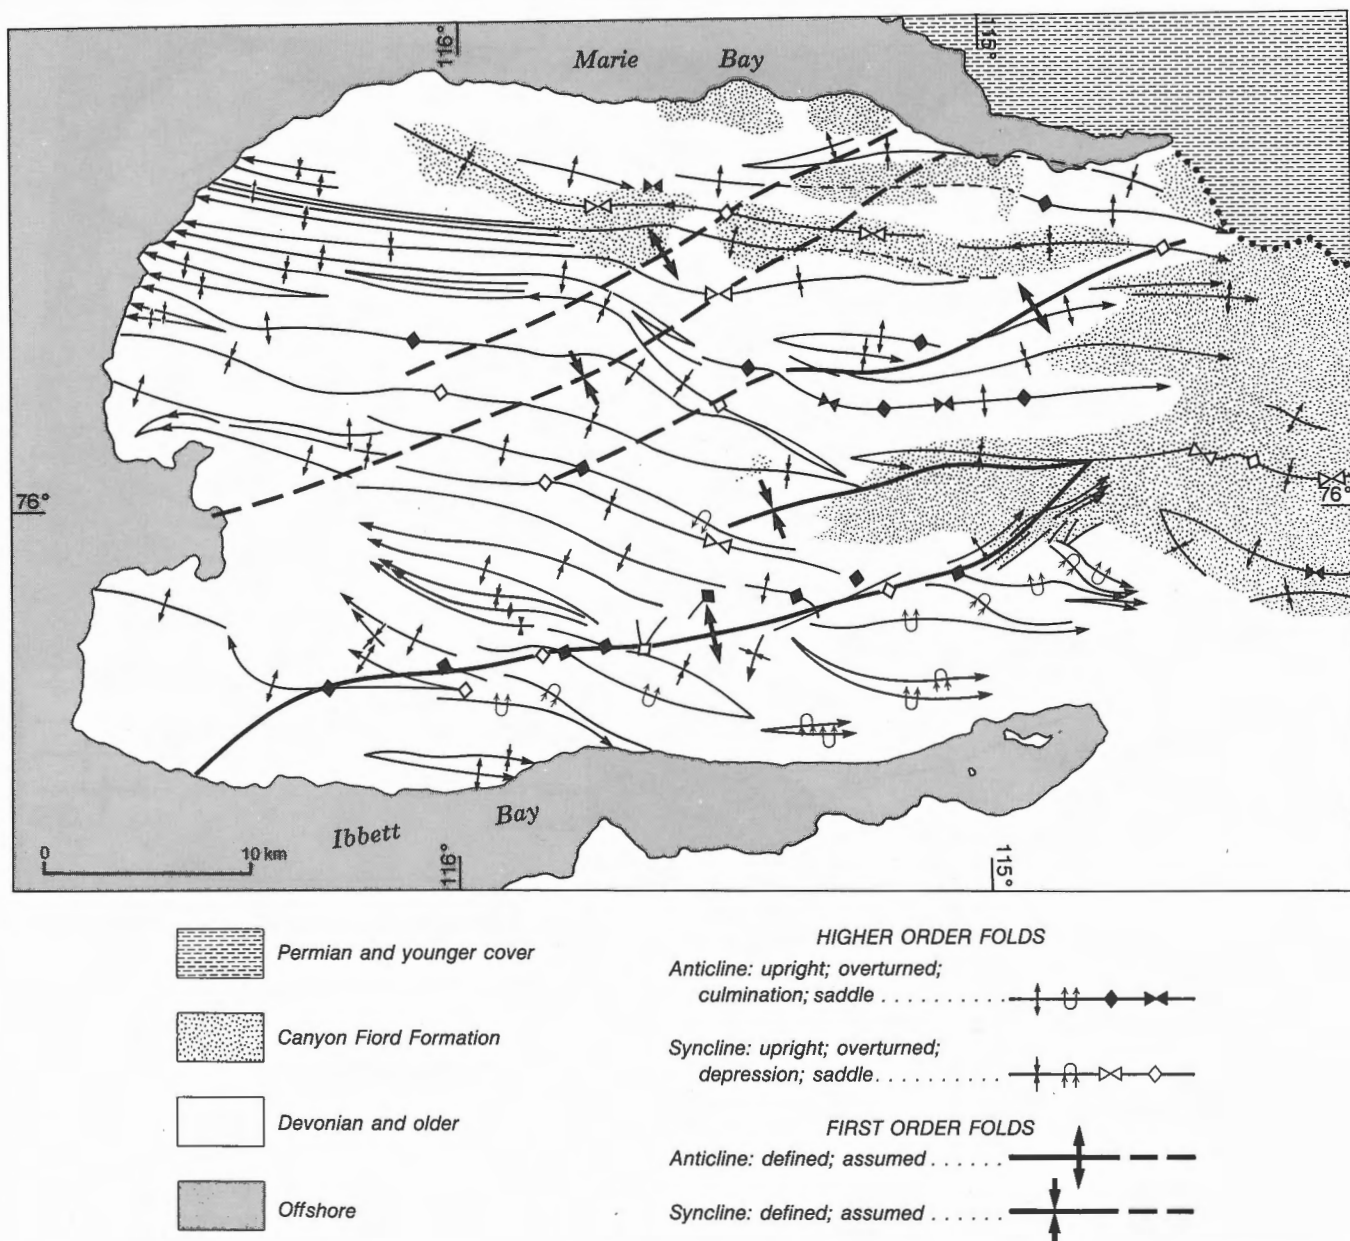 116°
115°
Marie Bay
76°
76°
Ibbett Bay
0 10 km
116°
115°
Permian and younger cover
Canyon Fiord Formation
Devonian and older
Offshore
HIGHER ORDER FOLDS
Anticline: upright; overturned;
culmination; saddle . . . . . . . . . .
Syncline: upright; overturned;
depression; saddle . . . . . . . . . .
FIRST ORDER FOLDS
Anticline: defined; assumed . . . . . .
Syncline: defined; assumed . . . . . .